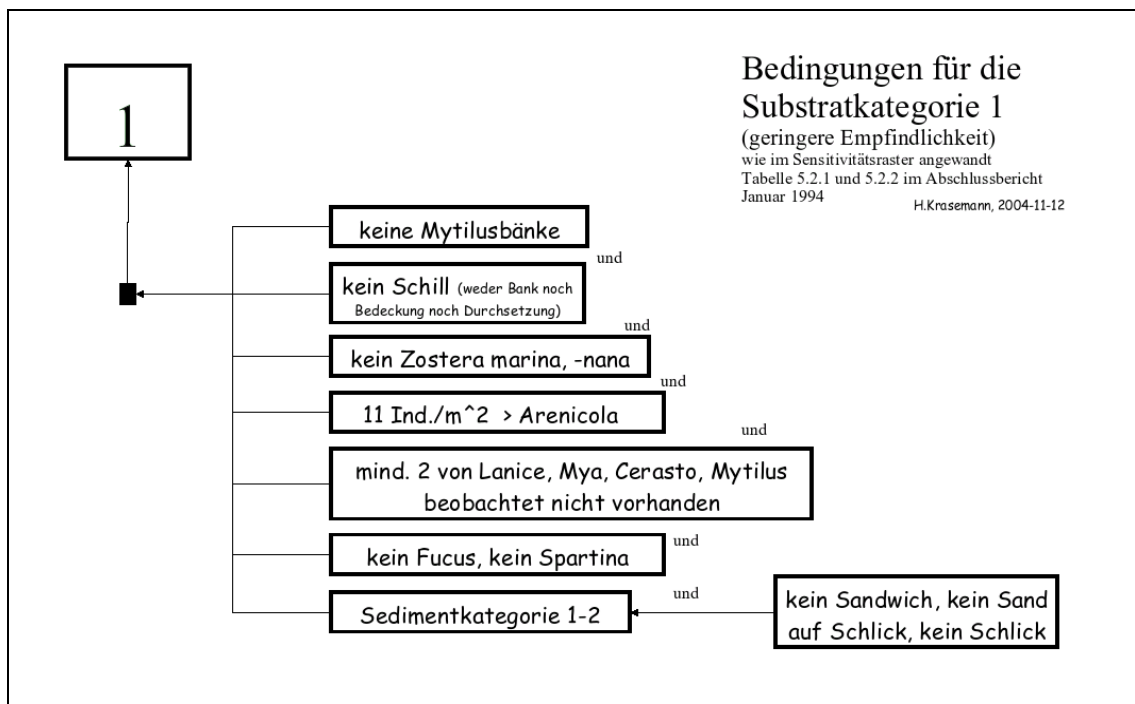 1
Bedingungen für die
Substratkategorie 1
(geringere Empfindlichkeit)
wie im Sensitivitätsraster angewandt
Tabelle 5.2.1 und 5.2.2 im Abschlussbericht
Januar 1994
H.Krasemann, 2004-11-12
keine Mytilusbänke
und
kein Schill (weder Bank noch
Bedeckung noch Durchsetzung)
und
kein Zostera marina, -nana
und
11 Ind./m^2 > Arenicola
und
mind. 2 von Lanice, Mya, Cerasto, Mytilus
beobachtet nicht vorhanden
und
kein Fucus, kein Spartina
und
Sedimentkategorie 1-2
kein Sandwich, kein Sand
auf Schlick, kein Schlick